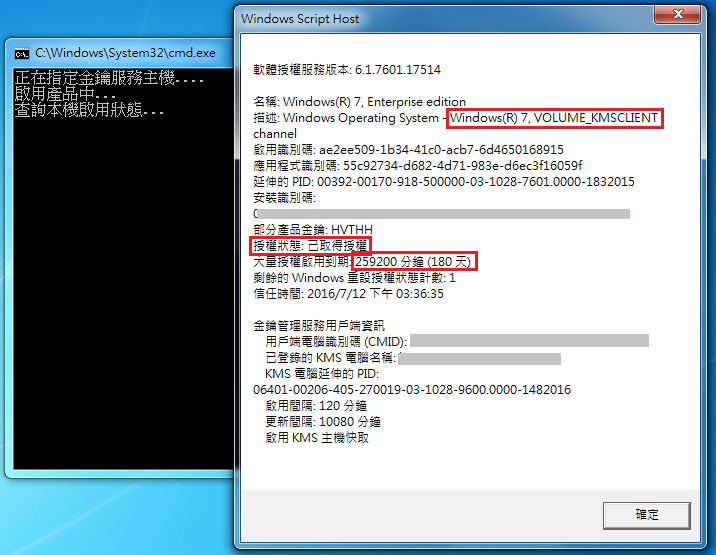 Windows Script Host
C:\Windows\System32\cmd.exe
正在指定金鑰服務主機....
啟用產品中...
查詢本機啟用狀態...
軟體授權服務版本: 6.1.7601.17514
名稱: Windows(R) 7, Enterprise edition
描述: Windows Operating System - Windows(R) 7, VOLUME_KMSCLIENT
channel
啟用識別碼: ae2ee509-1b34-41c0-acb7-6d4650168915
應用程式識別碼: 55c92734-d682-4d71-983e-d6ec3f16059f
延伸的 PID: 00392-00170-918-500000-03-1028-7601.0000-1832015
安裝識別碼:
部分產品金鑰: HVTHH
授權狀態: 已取得授權
大量授權啟用到期: 259200 分鐘 (180 天)
剩餘的 Windows 重設授權狀態計數: 1
信任時間: 2016/7/12 下午 03:36:35
金鑰管理服務用戶端資訊
用戶端電腦識別碼 (CMID):
已登錄的 KMS 電腦名稱:
KMS 電腦延伸的 PID:
06401-00206-405-270019-03-1028-9600.0000-1482016
啟用間隔: 120 分鐘
更新間隔: 10080 分鐘
啟用 KMS 主機快取
確定